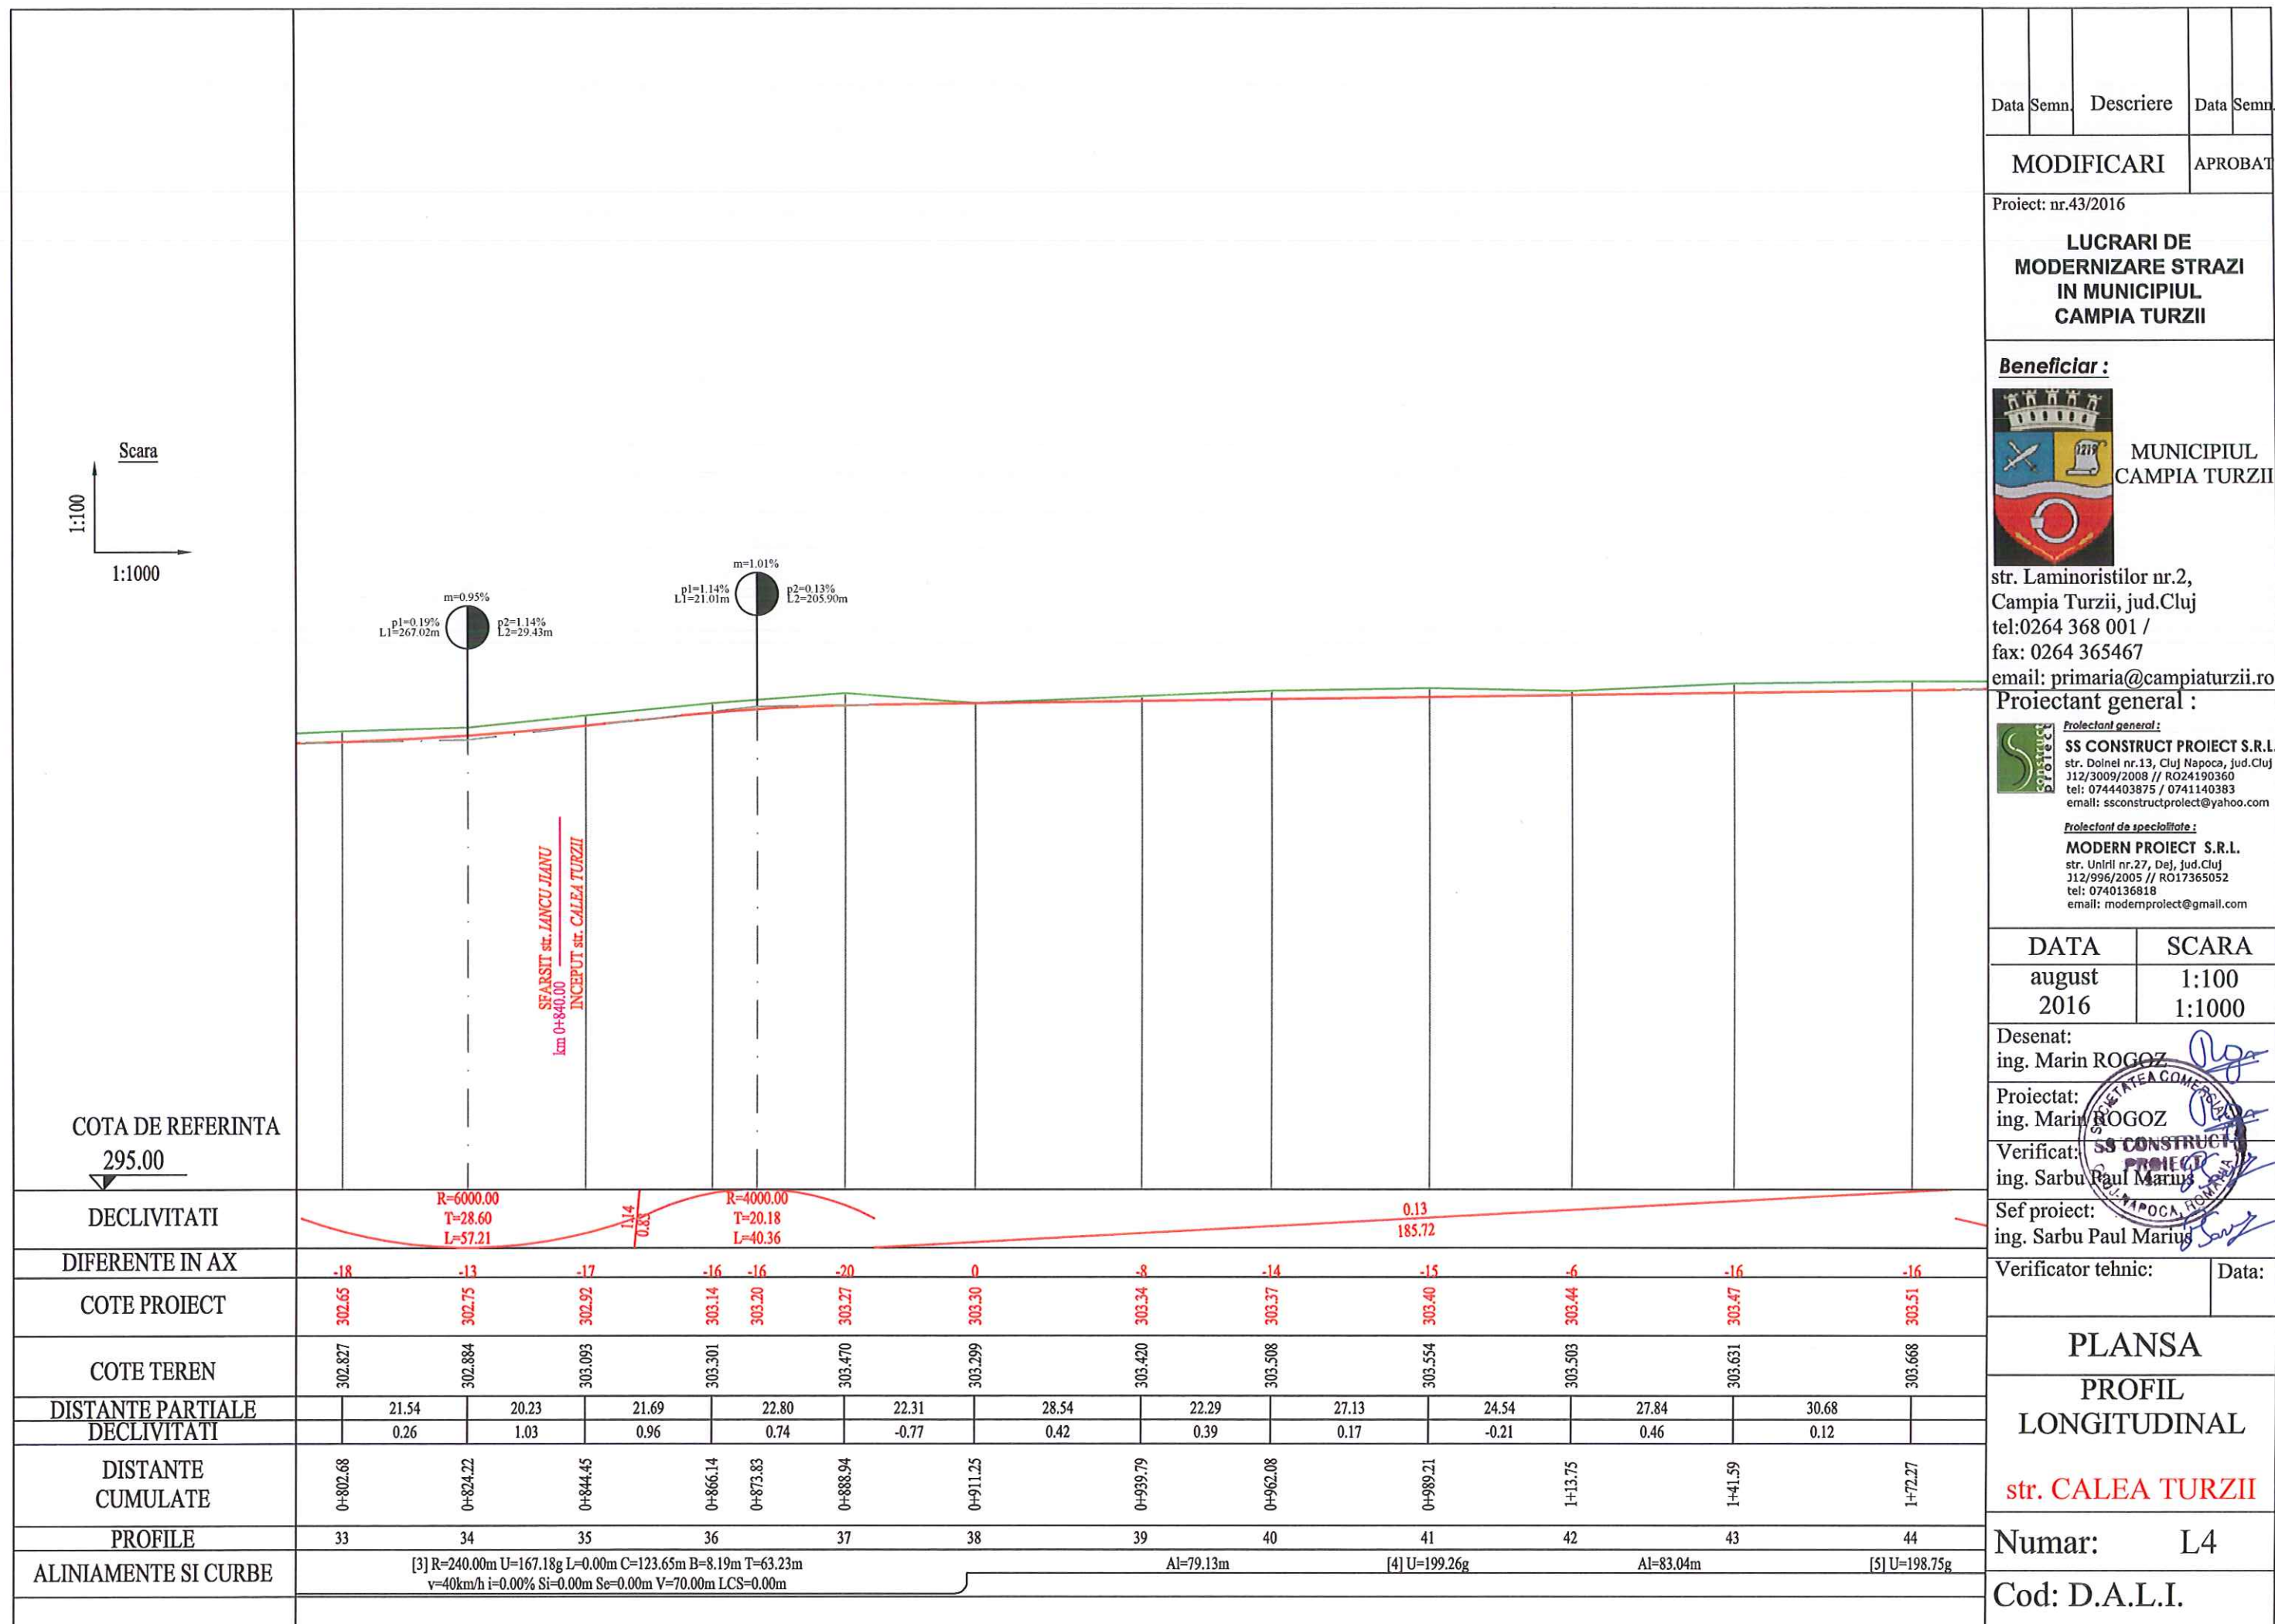 Scara
1:100
1:1000
m=0.95%
p1=0.19%
L1=267.02m
p2=1.14%
L2=29.43m
m=1.01%
p1=1.14%
L1=21.01m
p2=0.13%
L2=205.90m
SFARSIT str. IANCU JIANU
km 0+840.00
INCEPUT str. CALEA TURZII
COTA DE REFERINTA
295.00
DECLIVITATI
R=6000.00
T=28.60
L=57.21
1.14
0.83
R=4000.00
T=20.18
L=40.36
0.13
185.72
DIFERENTE IN AX
-18 -13 -17 -16 -16 -20 0 -8 -14 -15 -6 -16 -16
COTE PROIECT
302.65 302.75 302.92 303.14 303.20 303.27 303.30 303.34 303.37 303.40 303.44 303.47 303.51
COTE TEREN
302.827 302.884 303.093 303.301 303.470 303.299 303.420 303.508 303.554 303.503 303.631 303.668
DISTANTE PARTIALE
21.54 20.23 21.69 22.80 22.31 28.54 22.29 27.13 24.54 27.84 30.68
DECLIVITATI
0.26 1.03 0.96 0.74 -0.77 0.42 0.39 0.17 -0.21 0.46 0.12
DISTANTE
CUMULATE
0+802.68 0+824.22 0+844.45 0+866.14 0+873.83 0+888.94 0+911.25 0+939.79 0+962.08 0+989.21 1+13.75 1+41.59 1+72.27
PROFILE
33 34 35 36 37 38 39 40 41 42 43 44
ALINIAMENTE SI CURBE
[3] R=240.00m U=167.18g L=0.00m C=123.65m B=8.19m T=63.23m
v=40km/h i=0.00% Si=0.00m Se=0.00m V=70.00m LCS=0.00m
Al=79.13m
[4] U=199.26g
Al=83.04m
[5] U=198.75g
Data Semn. Descriere Data Semn.
MODIFICARI APROBAT
Proiect: nr.43/2016
LUCRARI DE
MODERNIZARE STRAZI
IN MUNICIPIUL
CAMPIA TURZII
Beneficiar :
1219
MUNICIPIUL
CAMPIA TURZII
str. Laminoristilor nr.2,
Campia Turzii, jud.Cluj
tel:0264 368 001 /
fax: 0264 365467
email: primaria@campiaturzii.ro
Proiectant general :
construct
proiect
Proiectant general :
SS CONSTRUCT PROIECT S.R.L.
str. Doinei nr.13, Cluj Napoca, jud.Cluj
J12/3009/2008 // RO24190360
tel: 0744403875 / 0741140383
email: ssconstructproiect@yahoo.com
Proiectant de specialitate :
MODERN PROIECT S.R.L.
str. Unirii nr.27, Dej, jud.Cluj
J12/996/2005 // RO17365052
tel: 0740136818
email: modernproiect@gmail.com
DATA SCARA
august 1:100
2016 1:1000
Desenat:
ing. Marin ROGOZ
Proiectat:
ing. Marin ROGOZ
Verificat:
ing. Sarbu Paul Marius
Sef proiect:
ing. Sarbu Paul Marius
SOCIETATEA COMERCIALA
SS CONSTRUCT
PROIECT
CLUJ-NAPOCA, ROMANIA
Verificator tehnic: Data:
PLANSA
PROFIL
LONGITUDINAL
str. CALEA TURZII
Numar: L4
Cod: D.A.L.I.